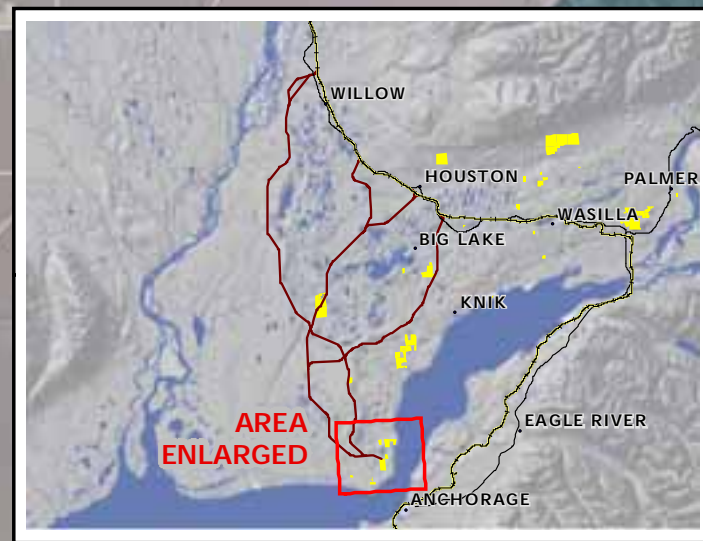 WILLOW
HOUSTON
PALMER
WASILLA
BIG LAKE
KNIK
AREA
ENLARGED
EAGLE RIVER
ANCHORAGE